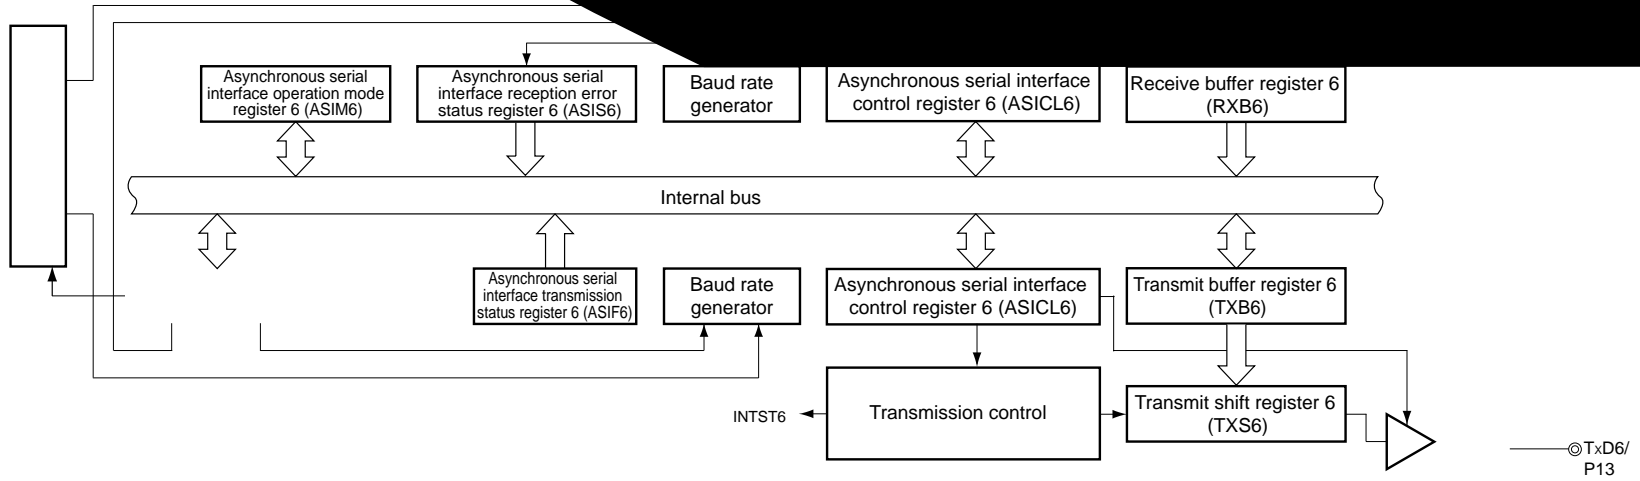 Asynchronous serial
interface operation mode
register 6 (ASIM6)
Asynchronous serial
interface reception error
status register 6 (ASIS6)
Baud rate
generator
Asynchronous serial interface
control register 6 (ASICL6)
Receive buffer register 6
(RXB6)
Internal bus
Asynchronous serial
interface transmission
status register 6 (ASIF6)
Baud rate
generator
Asynchronous serial interface
control register 6 (ASICL6)
Transmit buffer register 6
(TXB6)
INTST6
Transmission control
Transmit shift register 6
(TXS6)
TxD6/
P13